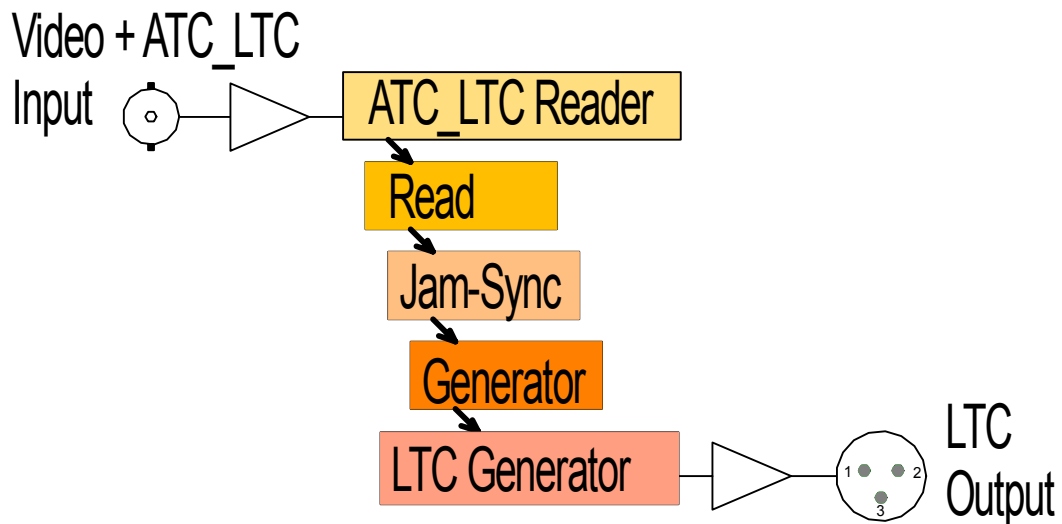 Video + ATC_LTC
Input
ATC_LTC Reader
Read
Jam-Sync
Generator
LTC Generator
1
2
3
LTC
Output